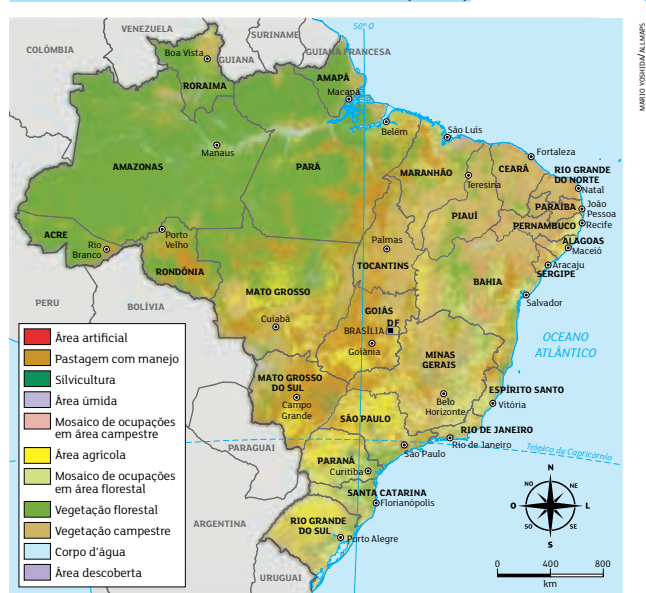 VENEZUELA
SURINAME
50° O
COLÔMBIA
Boa Vista
GUIANA
GUIANA FRANCESA
RORAIMA
AMAPÁ
Macapá
Belém
São Luís
Fortaleza
Manaus
AMAZONAS
PARÁ
MARANHÃO
CEARÁ
RIO GRANDE
DO NORTE
Teresina
Natal
PARAÍBA
João
Pessoa
PIAUÍ
PERNAMBUCO
Recife
ACRE
Porto
Velho
Rio
Branco
Palmas
ALAGOAS
Maceió
TOCANTINS
Aracaju
SERGIPE
RONDÔNIA
MATO GROSSO
BAHIA
PERU
BOLÍVIA
GOIÁS
Salvador
DF
BRASÍLIA
Cuiabá
Goiânia
OCEANO
ATLÂNTICO
MINAS
GERAIS
MATO GROSSO
DO SUL
ESPÍRITO SANTO
Campo
Grande
Belo
Horizonte
Vitória
SÃO PAULO
RIO DE JANEIRO
Rio de Janeiro
São Paulo
Trópico de Capricórnio
PARAGUAI
PARANÁ
Curitiba
SANTA CATARINA
Florianópolis
ARGENTINA
RIO GRANDE
DO SUL
Porto Alegre
URUGUAI
Área artificial
Pastagem com manejo
Silvicultura
Área úmida
Mosaico de ocupações
em área campestre
Área agrícola
Mosaico de ocupações
em área florestal
Vegetação florestal
Vegetação campestre
Corpo d'água
Área descoberta
N
NO
NE
O
L
SO
SE
S
0 400 800
km
MARIO YOSHIDA/ALLMAPS